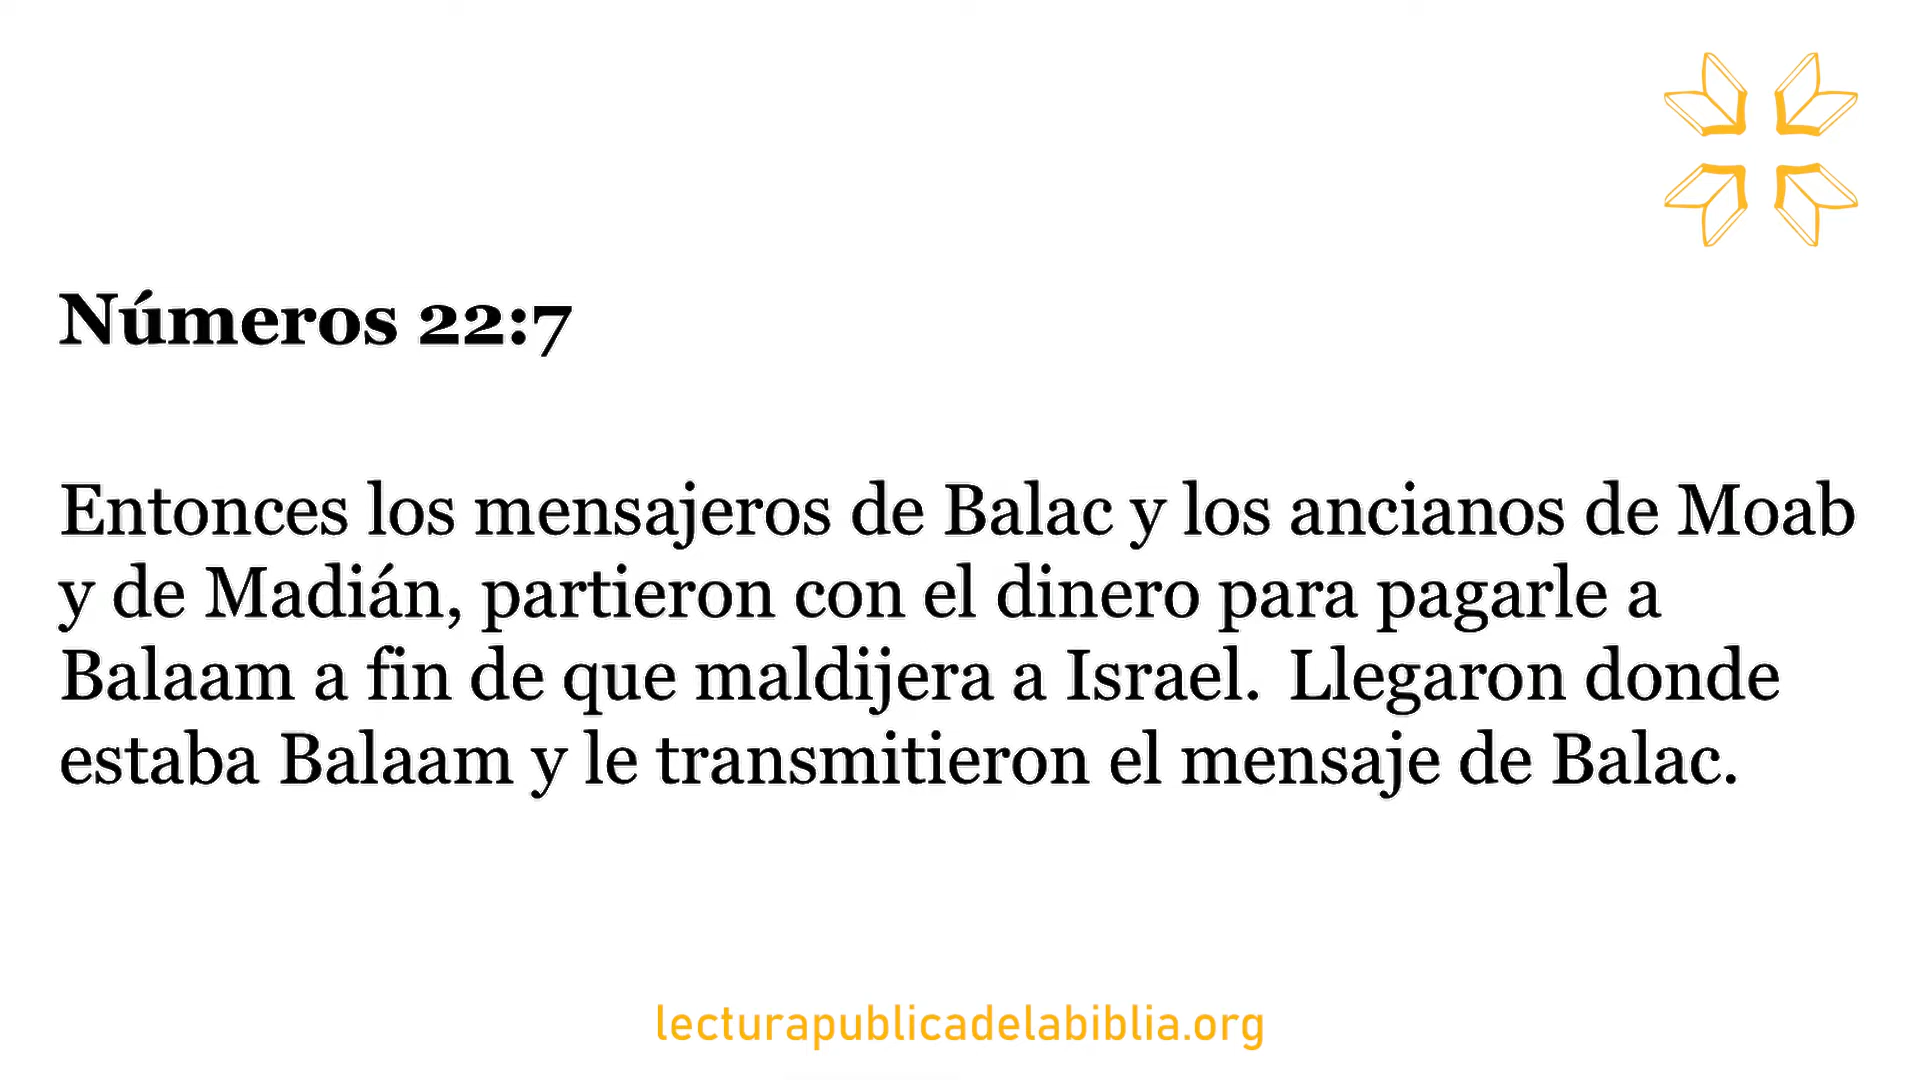 Números 22:7
Entonces los mensajeros de Balac y los ancianos de Moab
y de Madián, partieron con el dinero para pagarle a
Balaam a fin de que maldijera a Israel. Llegaron donde
estaba Balaam y le transmitieron el mensaje de Balac.
lecturapublicadelabiblia.org